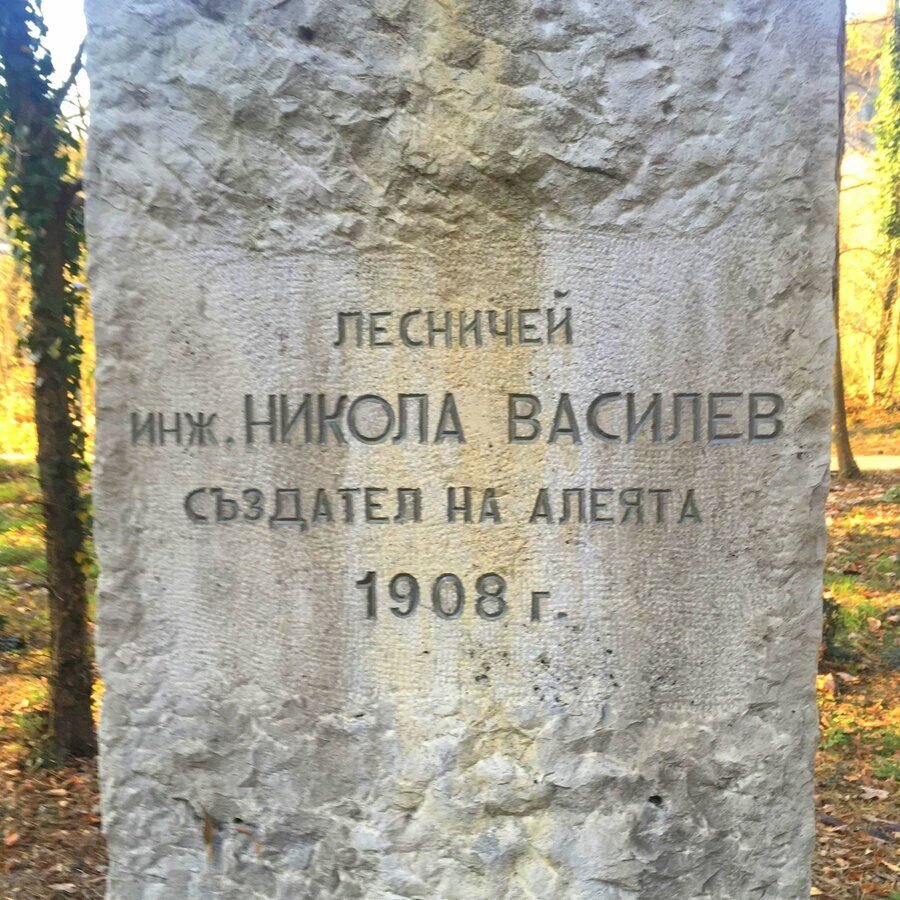 ЛЕСНИЧЕЙ
инж. НИКОЛА ВАСИЛЕВ
СЪЗДАТЕЛ НА АЛЕЯТА
1908 г.